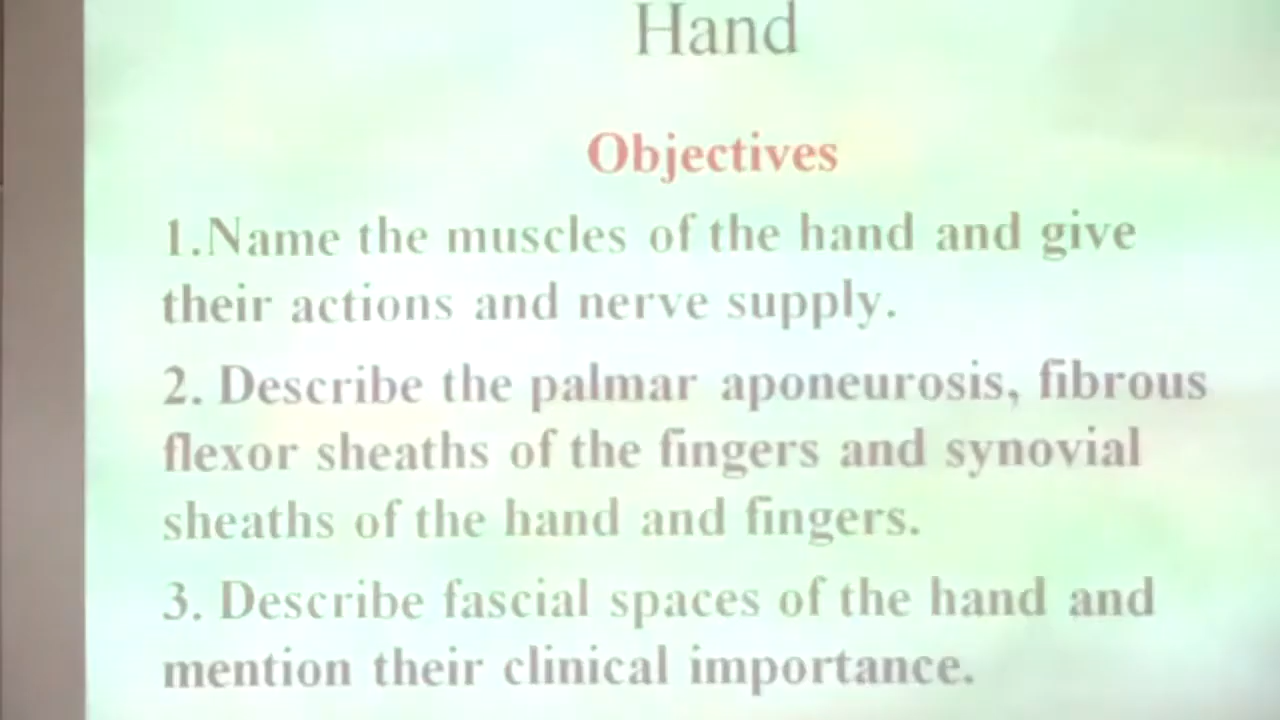 Hand
Objectives
1.Name the muscles of the hand and give
their actions and nerve supply.
2. Describe the palmar aponeurosis, fibrous
flexor sheaths of the fingers and synovial
sheaths of the hand and fingers.
3. Describe fascial spaces of the hand and
mention their clinical importance.